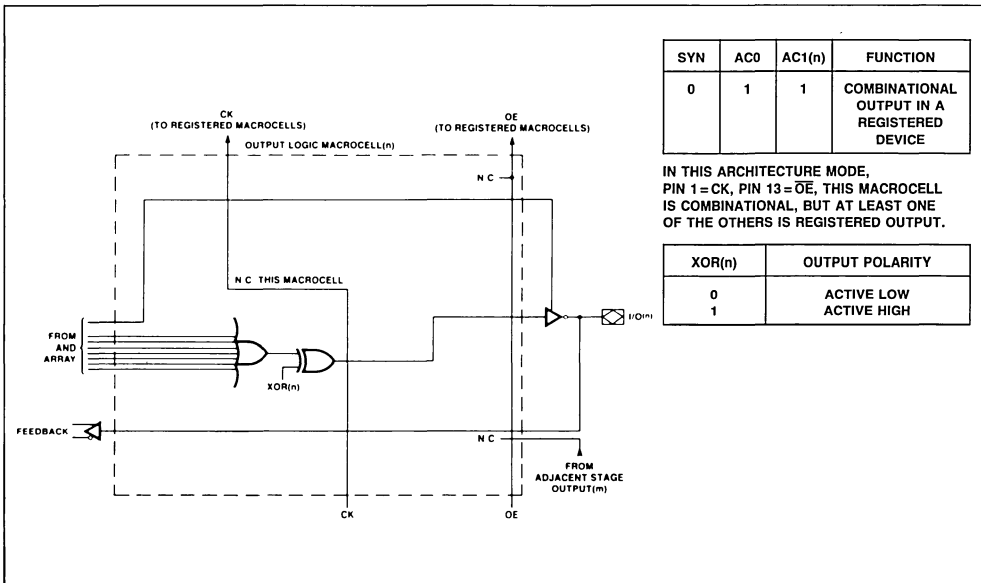 SYN AC0 AC1(n) FUNCTION
0 1 1 COMBINATIONAL
OUTPUT IN A
REGISTERED
DEVICE
IN THIS ARCHITECTURE MODE,
PIN 1 = CK, PIN 13 = O̅E̅, THIS MACROCELL
IS COMBINATIONAL, BUT AT LEAST ONE
OF THE OTHERS IS REGISTERED OUTPUT.
XOR(n) OUTPUT POLARITY
0 ACTIVE LOW
1 ACTIVE HIGH
CK
(TO REGISTERED MACROCELLS)
OE
(TO REGISTERED MACROCELLS)
OUTPUT LOGIC MACROCELL(n)
N C
N C THIS MACROCELL
FROM
AND
ARRAY
XOR(n)
I/O(n)
FEEDBACK
N C
FROM
ADJACENT STAGE
OUTPUT(m)
CK
OE